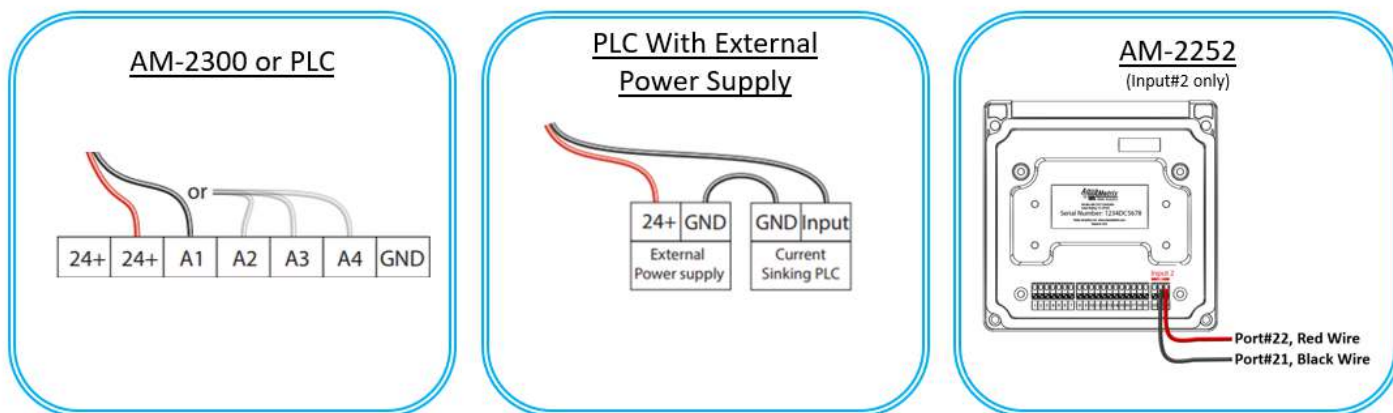 AM-2300 or PLC
or
24+ 24+ A1 A2 A3 A4 GND
PLC With External
Power Supply
24+ GND
External
Power supply
GND Input
Current
Sinking PLC
AM-2252
(Input#2 only)
Serial Number: 1234DC5678
Input 2
Port#22, Red Wire
Port#21, Black Wire